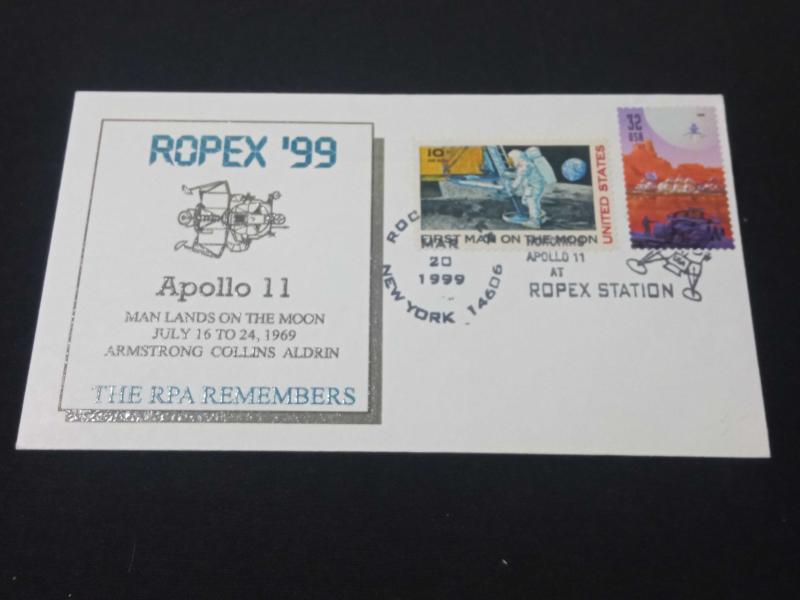 ROPEX '99
Apollo 11
MAN LANDS ON THE MOON
JULY 16 TO 24, 1969
ARMSTRONG COLLINS ALDRIN
THE RPA REMEMBERS
10¢
UNITED STATES
FIRST MAN ON THE MOON
32
USA
ROC
MAR
20
1999
NEW YORK 14606
HONORING
APOLLO 11
AT
ROPEX STATION